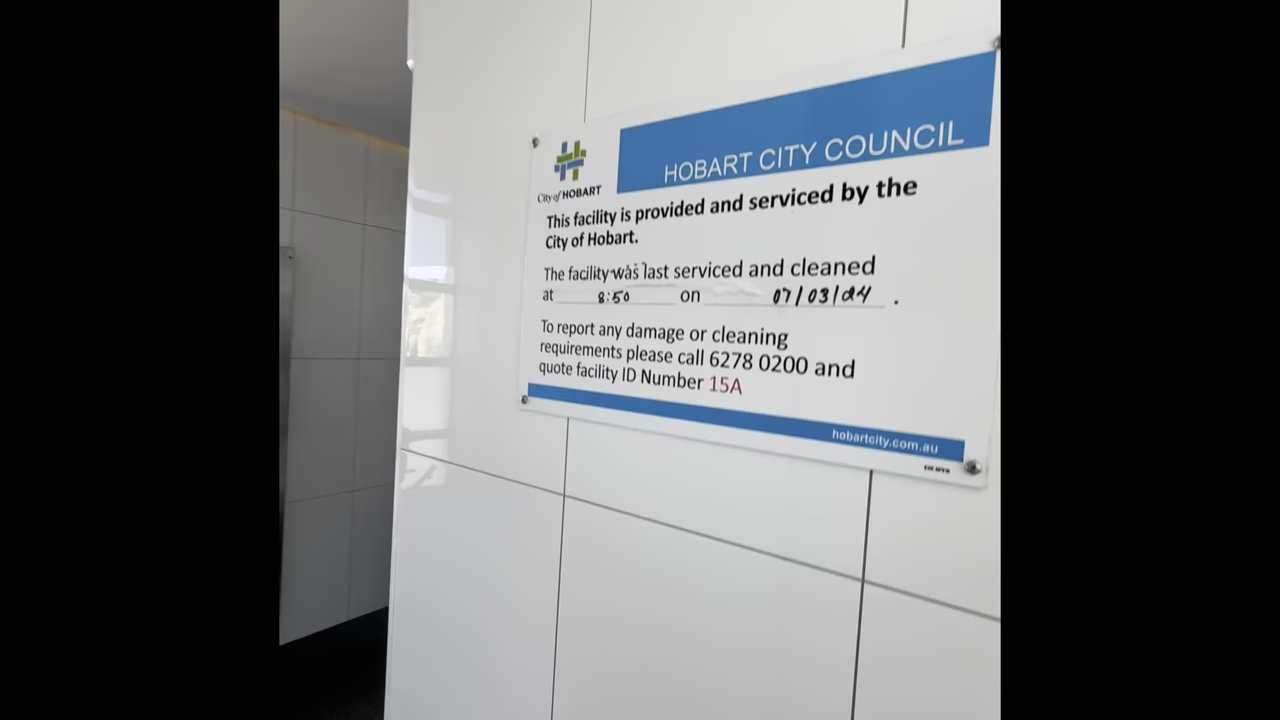 HOBART CITY COUNCIL
City of HOBART
This facility is provided and serviced by the
City of Hobart.
The facility was last serviced and cleaned
at 8:50 on 07/03/24 .
To report any damage or cleaning
requirements please call 6278 0200 and
quote facility ID Number 15A
hobartcity.com.au